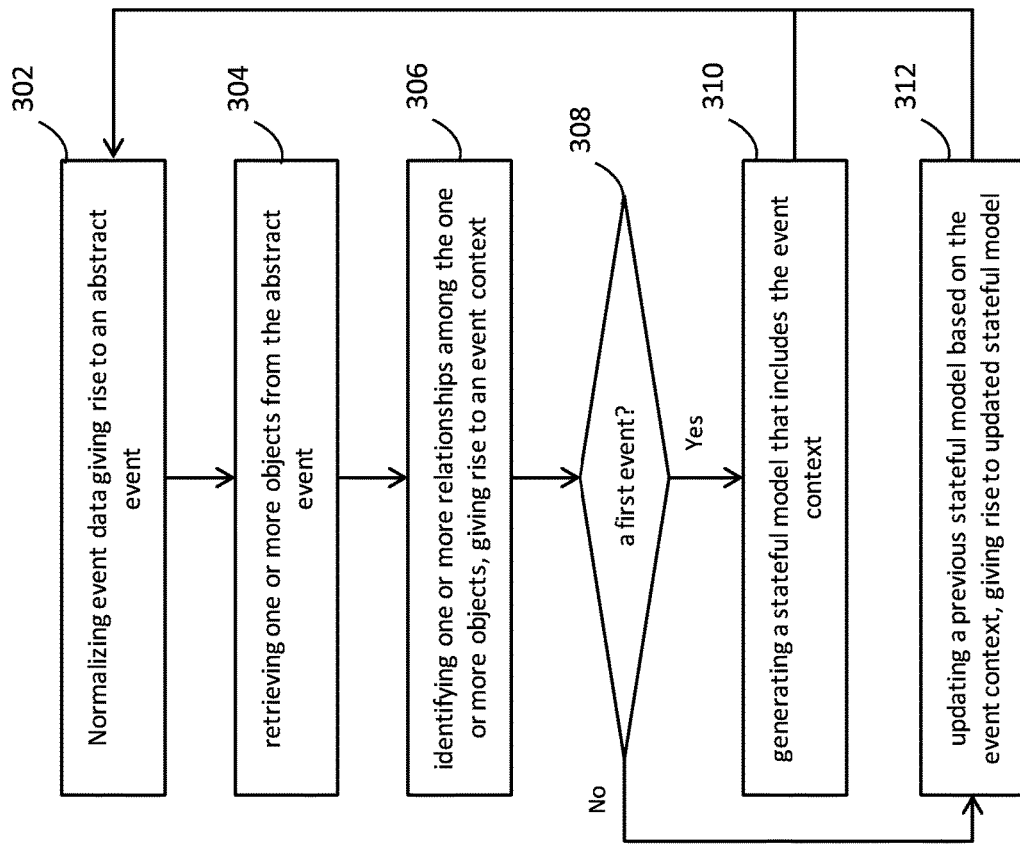 302
Normalizing event data giving rise to an abstract
event
304
retrieving one or more objects from the abstract
event
306
identifying one or more relationships among the one
or more objects, giving rise to an event context
308
a first event?
No
Yes
310
generating a stateful model that includes the event
context
312
updating a previous stateful model based on the
event context, giving rise to updated stateful model